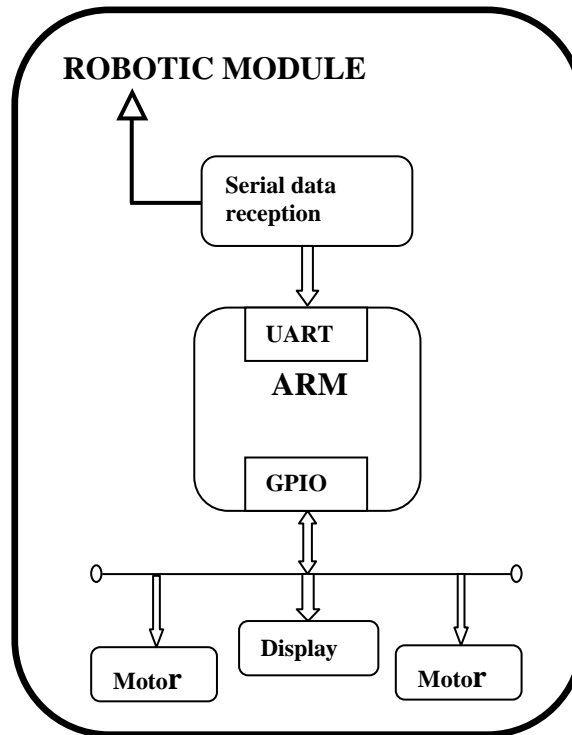 ROBOTIC MODULE
Serial data
reception
UART
ARM
GPIO
Display
Motor
Motor